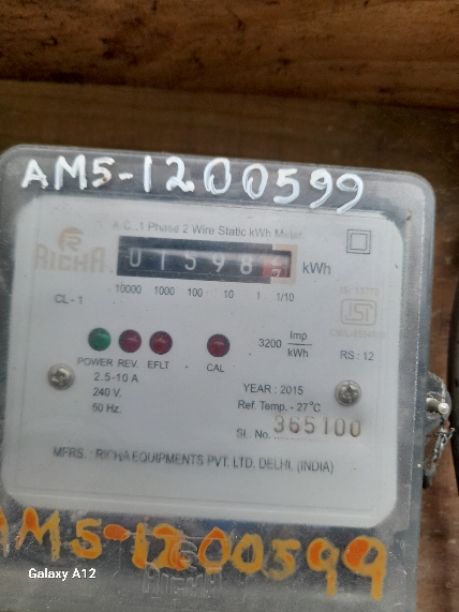 AM5-1200599
A.C. 1 Phase 2 Wire Static kWh Meter
RICHA
01598 kWh
10000 1000 100 10 1 1/10
CL-1
ISI
3200 Imp/kWh
POWER REV. EFLT CAL
RS: 12
2.5-10 A
240 V.
50 Hz.
YEAR: 2015
Ref. Temp. - 27°C
SL. No. 365100
MFRS. : RICHA EQUIPMENTS PVT. LTD. DELHI. (INDIA)
AM5-1200599
RICHA
Galaxy A12